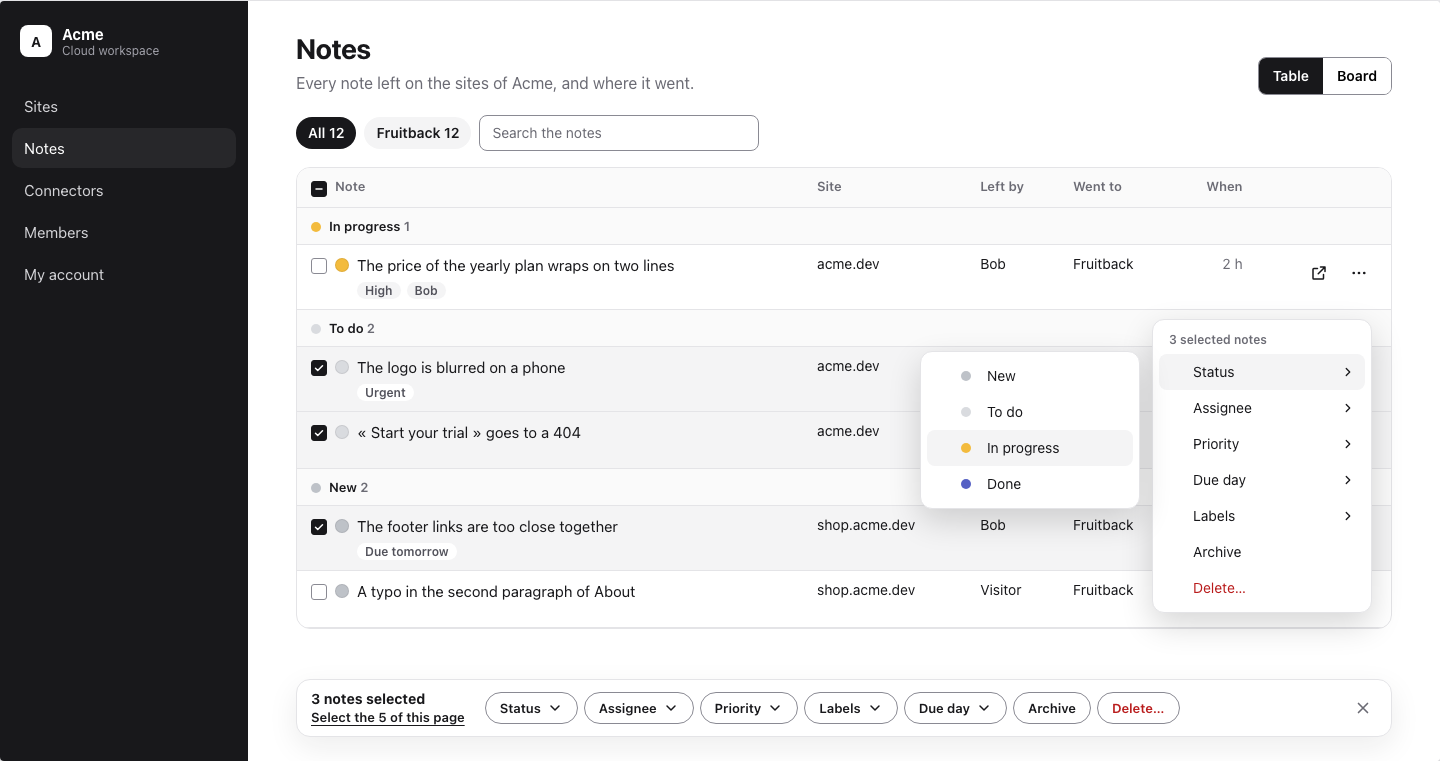 A
Acme
Cloud workspace
Sites
Notes
Connectors
Members
My account
Notes
Every note left on the sites of Acme, and where it went.
Table
Board
All 12
Fruitback 12
Search the notes
Note
Site
Left by
Went to
When
In progress 1
The price of the yearly plan wraps on two lines
acme.dev
Bob
Fruitback
2 h
High
Bob
To do 2
The logo is blurred on a phone
acme.dev
Urgent
« Start your trial » goes to a 404
acme.dev
New 2
The footer links are too close together
shop.acme.dev
Bob
Fruitback
Due tomorrow
A typo in the second paragraph of About
shop.acme.dev
Visitor
Fruitback
New
To do
In progress
Done
3 selected notes
Status
Assignee
Priority
Due day
Labels
Archive
Delete...
3 notes selected
Select the 5 of this page
Status
Assignee
Priority
Labels
Due day
Archive
Delete...